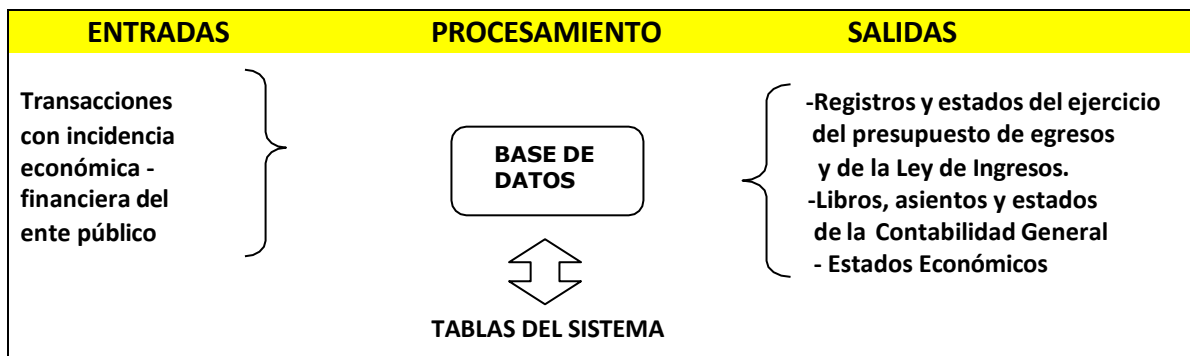 ENTRADAS PROCESAMIENTO SALIDAS
Transacciones
con incidencia
económica -
financiera del
ente público
BASE DE
DATOS
TABLAS DEL SISTEMA
-Registros y estados del ejercicio
del presupuesto de egresos
y de la Ley de Ingresos.
-Libros, asientos y estados
de la Contabilidad General
- Estados Económicos